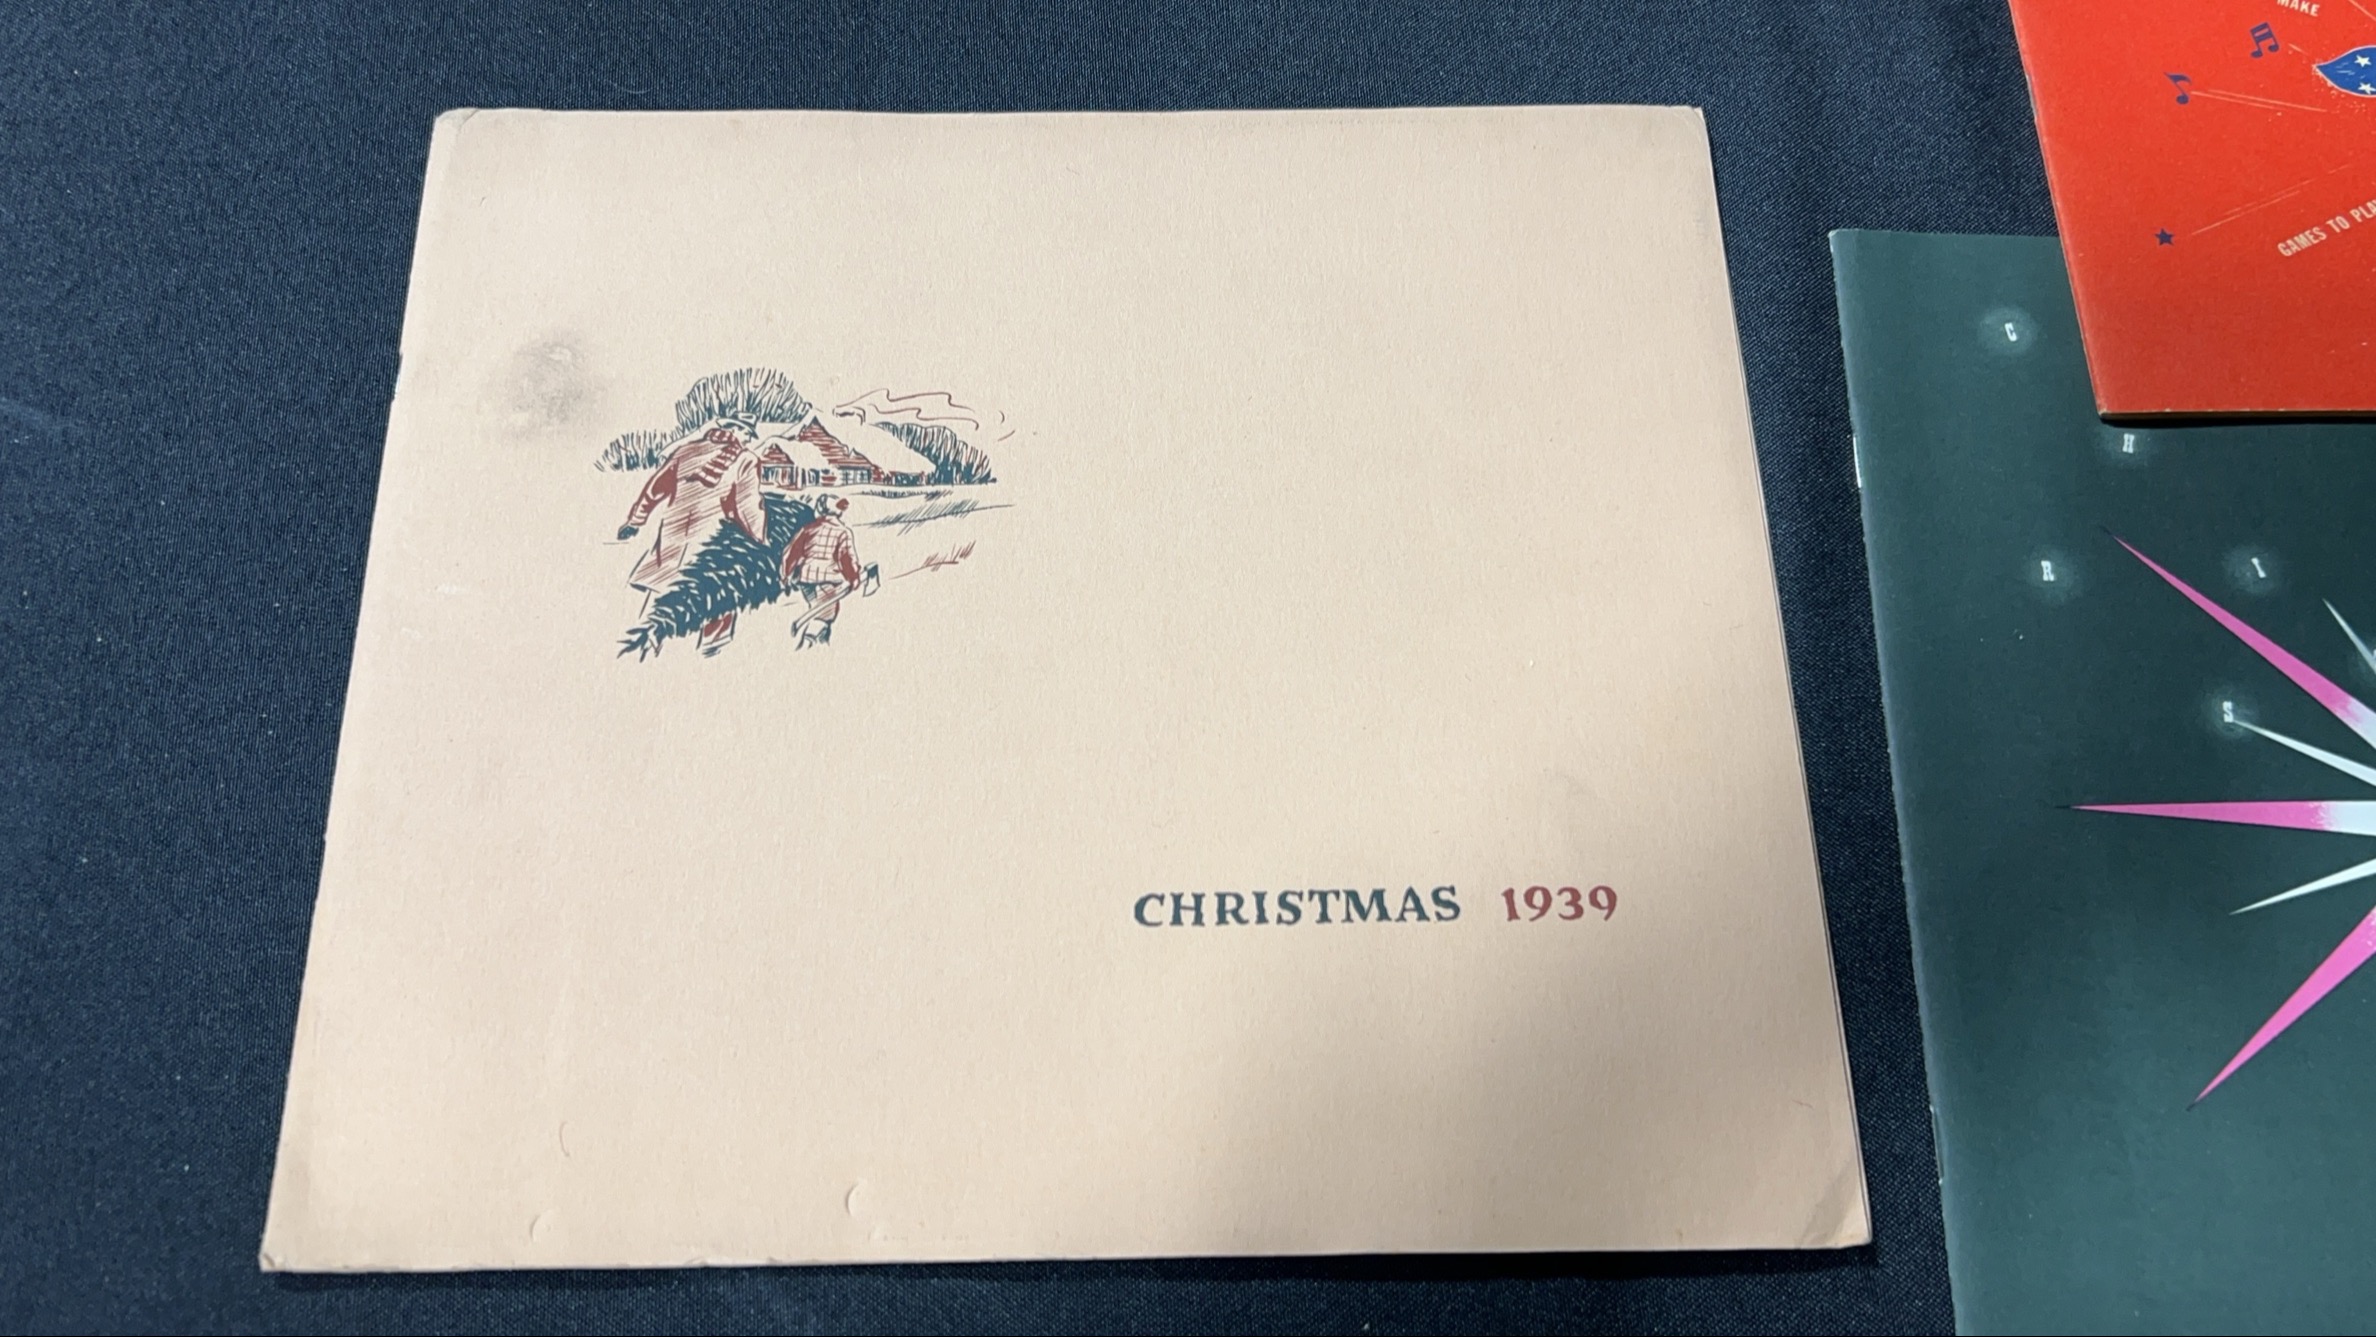 CHRISTMAS 1939
MAKE
GAMES TO PLA
C
H
R
I
S